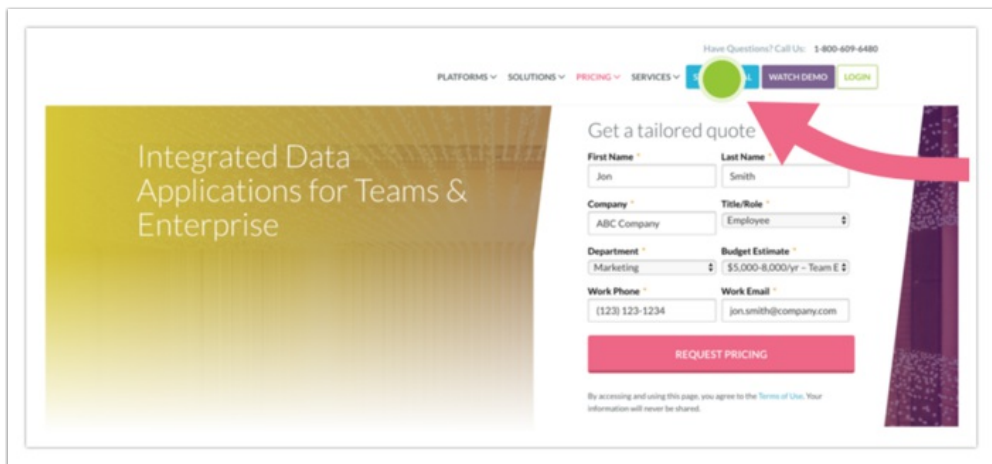 Have Questions? Call Us: 1-800-609-6480
PLATFORMS SOLUTIONS PRICING SERVICES WATCH DEMO LOGIN
Integrated Data
Applications for Teams &
Enterprise
Get a tailored quote
First Name * Last Name *
Jon Smith
Company * Title/Role *
ABC Company Employee
Department * Budget Estimate *
Marketing $5,000-8,000/yr – Team E
Work Phone * Work Email *
(123) 123-1234 jon.smith@company.com
REQUEST PRICING
By accessing and using this page, you agree to the Terms of Use. Your
information will never be shared.